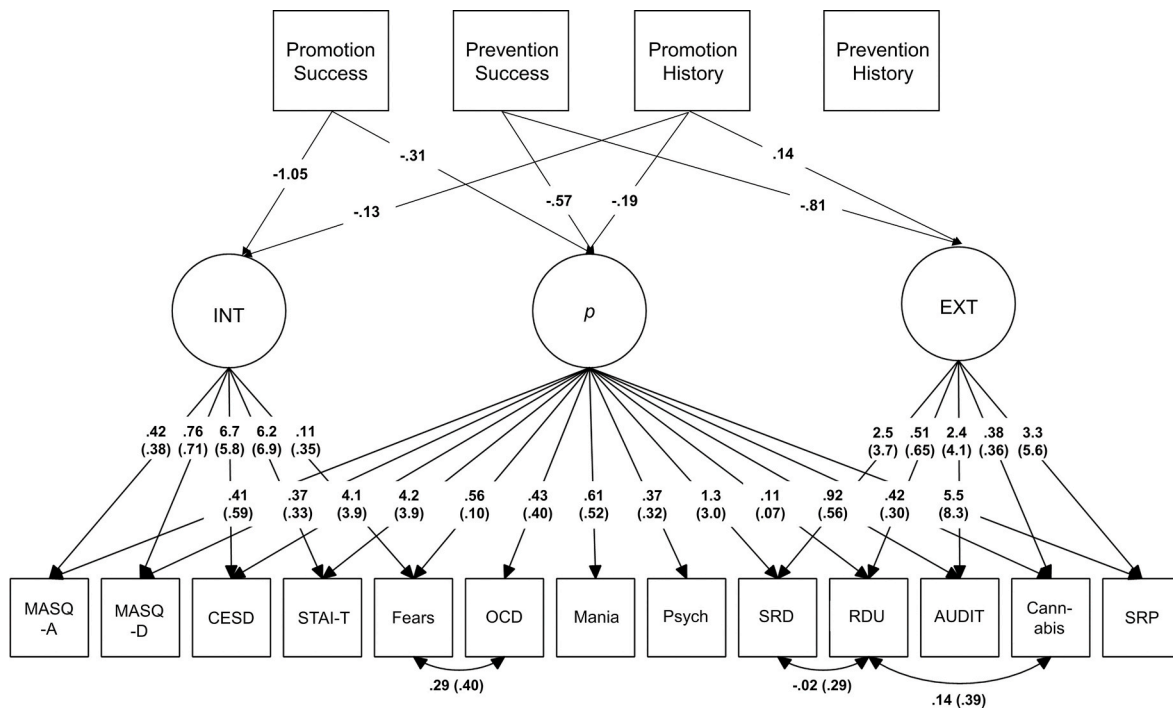 Promotion
Success
Prevention
Success
Promotion
History
Prevention
History
-1.05
-.31
-.13
-.57
-.19
.14
-.81
INT
p
EXT
.42
(.38)
.76
(.71)
6.7
(5.8)
6.2
(6.9)
.11
(.35)
2.5
(3.7)
.51
(.65)
2.4
(4.1)
.38
(.36)
3.3
(5.6)
.41
(.59)
.37
(.33)
4.1
(3.9)
4.2
(3.9)
.56
(.10)
.43
(.40)
.61
(.52)
.37
(.32)
1.3
(3.0)
.11
(.07)
.92
(.56)
.42
(.30)
5.5
(8.3)
MASQ
-A
MASQ
-D
CESD
STAI-T
Fears
OCD
Mania
Psych
SRD
RDU
AUDIT
Cann-
abis
SRP
.29 (.40)
-.02 (.29)
.14 (.39)